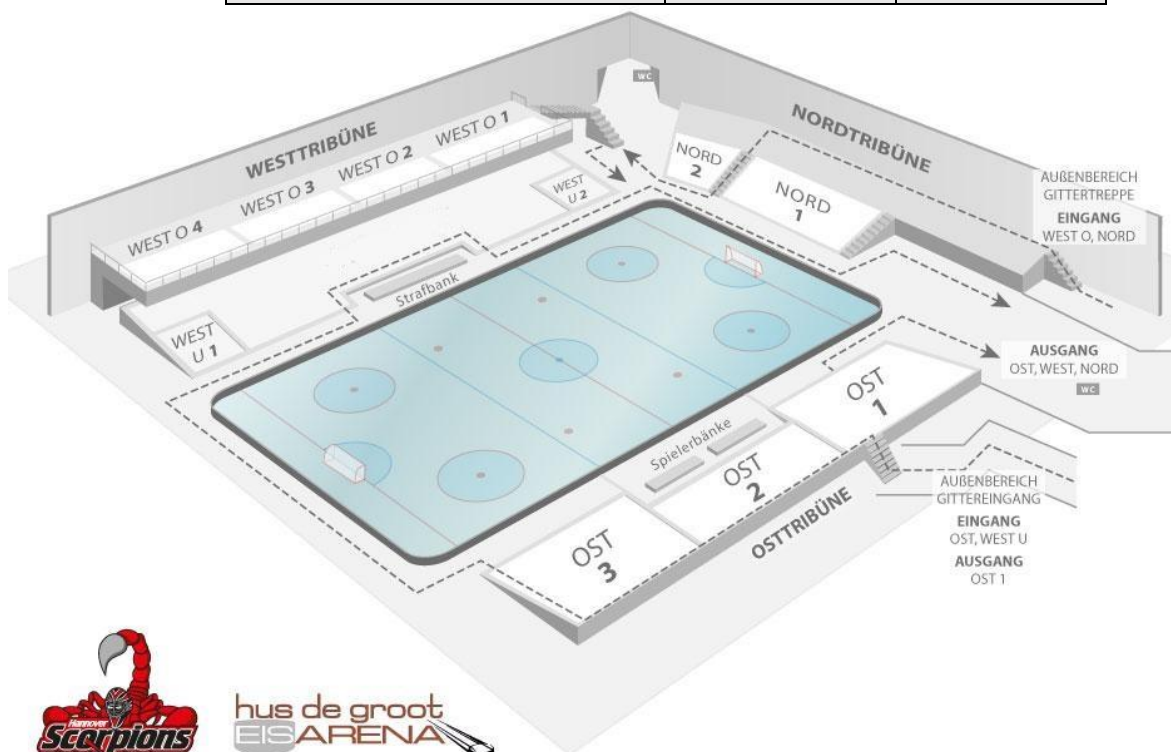 WC
WESTTRIBÜNE
NORDTRIBÜNE
WEST O 1
WEST O 2
WEST O 3
WEST O 4
NORD
2
NORD
1
WEST
U 2
AUßENBEREICH
GITTERTREPPE
EINGANG
WEST O, NORD
Strafbank
WEST
U 1
AUSGANG
OST, WEST, NORD
WC
OST
1
Spielerbänke
OST
2
OST
3
OSTTRIBÜNE
AUßENBEREICH
GITTEREINGANG
EINGANG
OST, WEST U
AUSGANG
OST 1
Hannover
Scorpions
hus de groot
EISARENA